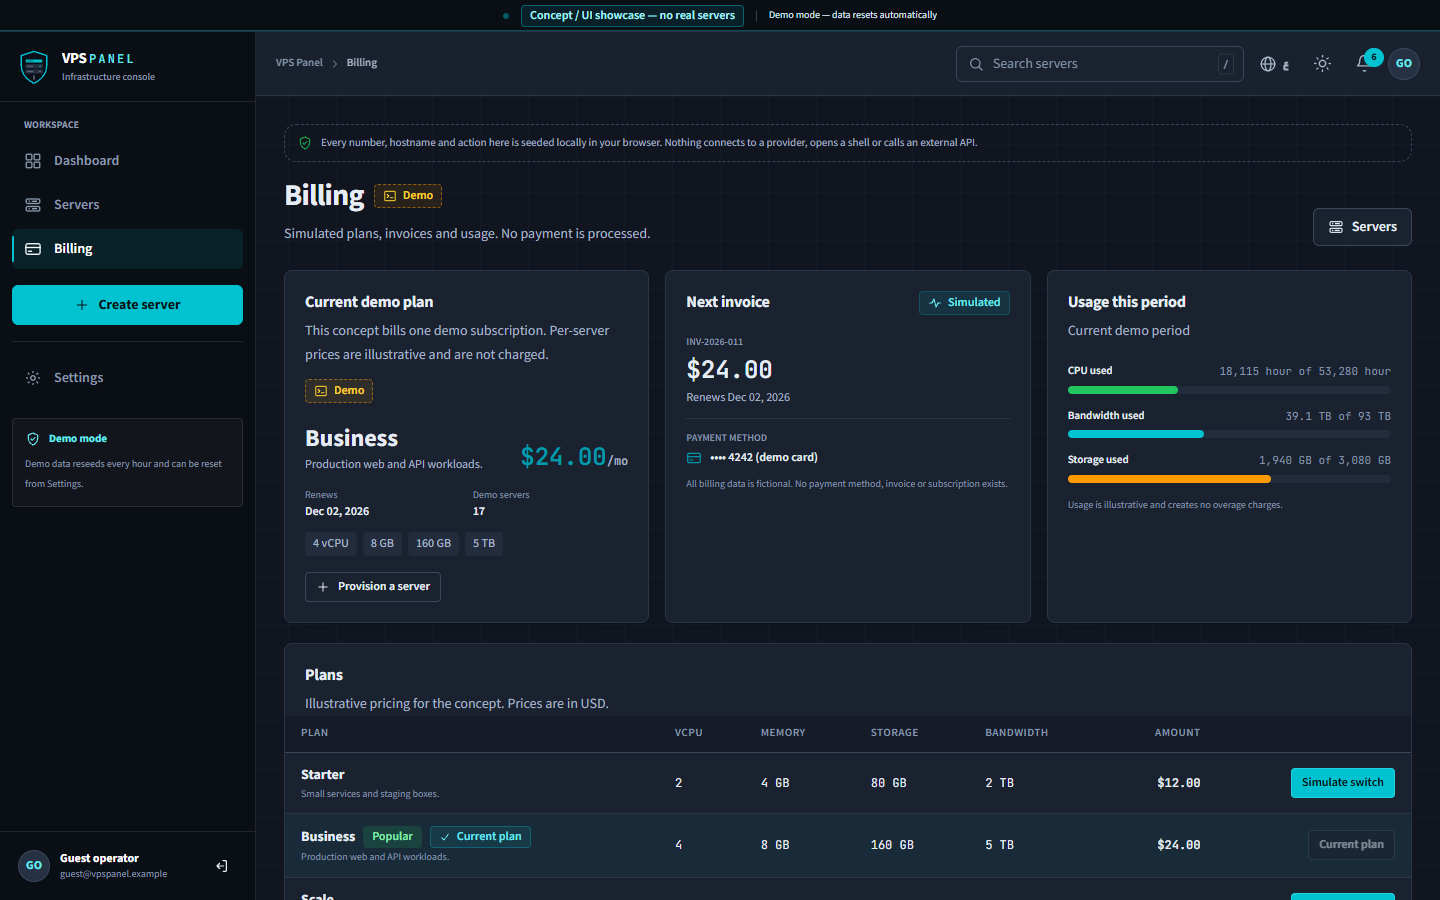 Concept / UI showcase — no real servers
Demo mode — data resets automatically
VPS PANEL
Infrastructure console
VPS Panel > Billing
Search servers /
ع
6
GO
WORKSPACE
Dashboard
Servers
Billing
Create server
Settings
Demo mode
Demo data reseeds every hour and can be reset
from Settings.
GO
Guest operator
guest@vpspanel.example
Every number, hostname and action here is seeded locally in your browser. Nothing connects to a provider, opens a shell or calls an external API.
Billing
Demo
Simulated plans, invoices and usage. No payment is processed.
Servers
Current demo plan
This concept bills one demo subscription. Per-server
prices are illustrative and are not charged.
Demo
Business
Production web and API workloads.
$24.00/mo
Renews
Dec 02, 2026
Demo servers
17
4 vCPU
8 GB
160 GB
5 TB
Provision a server
Next invoice
Simulated
INV-2026-011
$24.00
Renews Dec 02, 2026
PAYMENT METHOD
•••• 4242 (demo card)
All billing data is fictional. No payment method, invoice or subscription exists.
Usage this period
Current demo period
CPU used 18,115 hour of 53,280 hour
Bandwidth used 39.1 TB of 93 TB
Storage used 1,940 GB of 3,080 GB
Usage is illustrative and creates no overage charges.
Plans
Illustrative pricing for the concept. Prices are in USD.
PLAN VCPU MEMORY STORAGE BANDWIDTH AMOUNT
Starter
Small services and staging boxes.
2 4 GB 80 GB 2 TB $12.00 Simulate switch
Business Popular Current plan
Production web and API workloads.
4 8 GB 160 GB 5 TB $24.00 Current plan
Scale